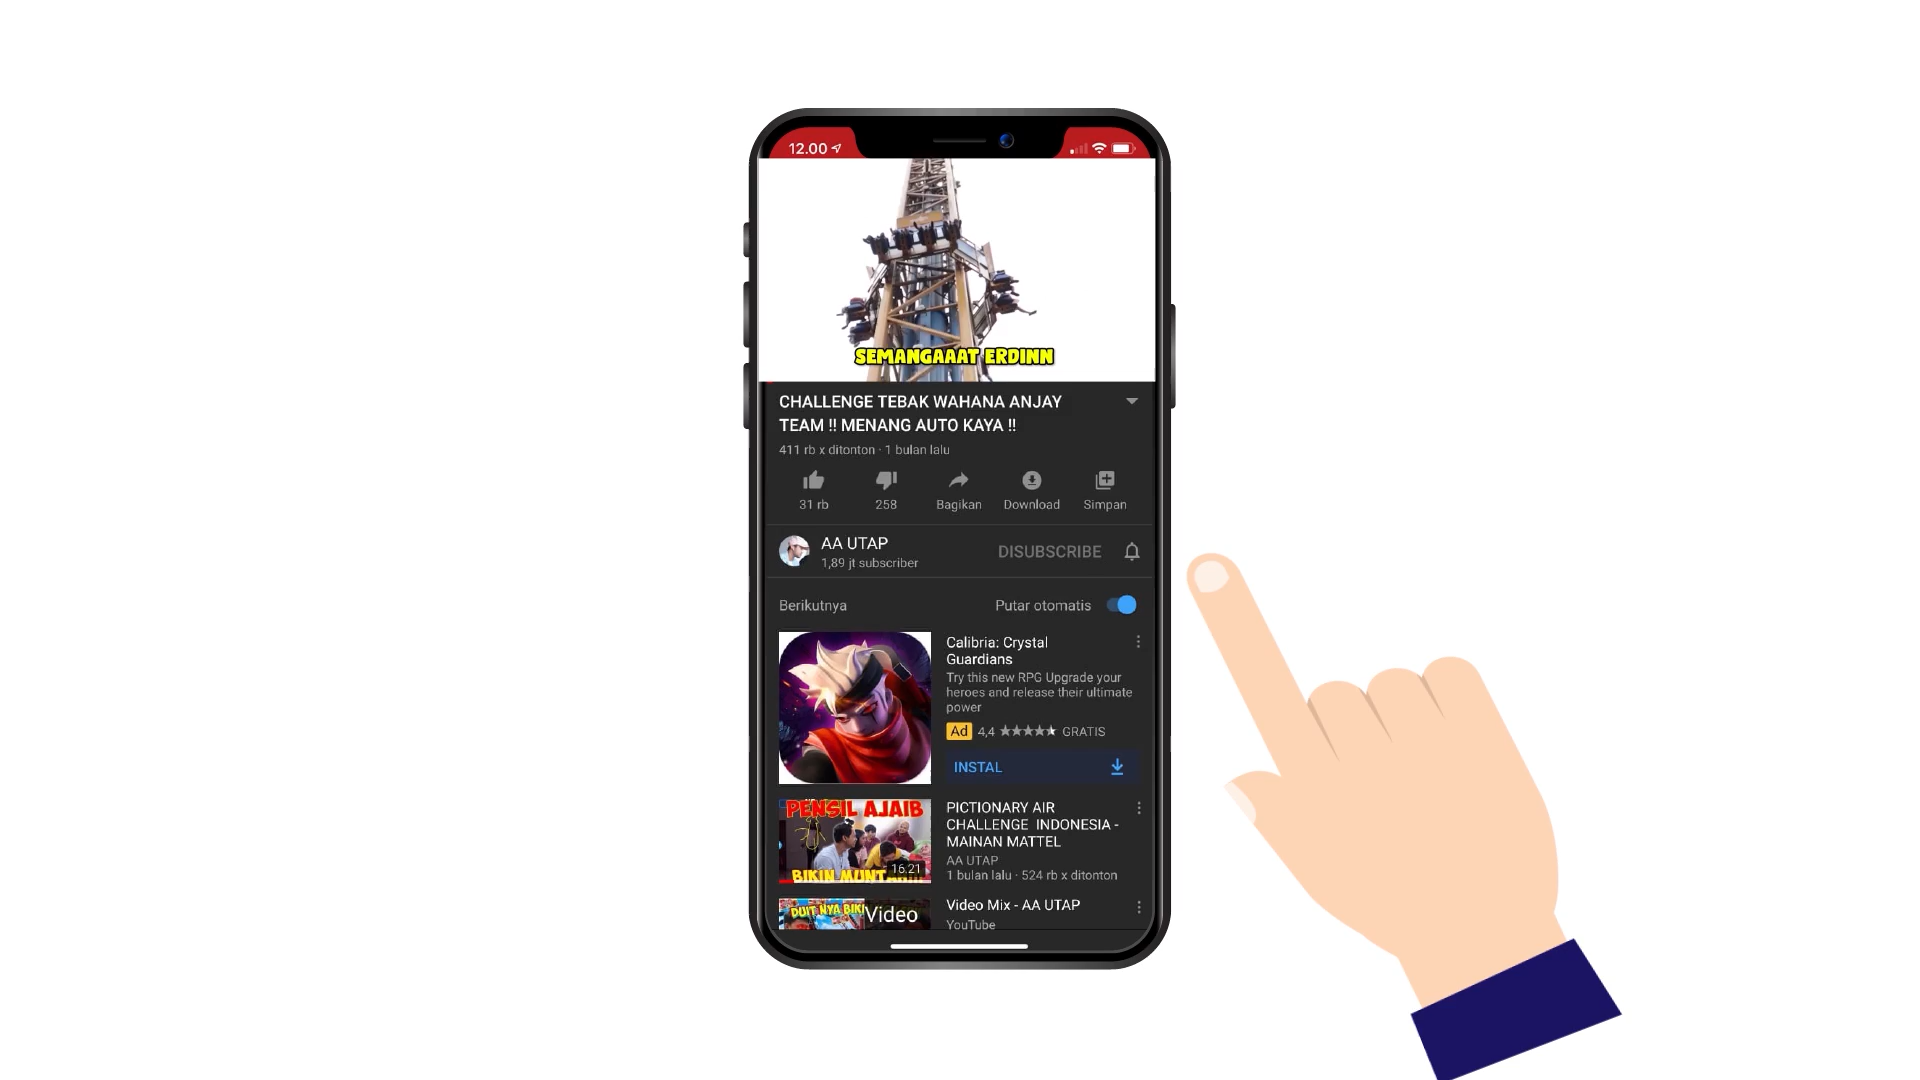 12.00
SEMANGAAAT ERDINN
CHALLENGE TEBAK WAHANA ANJAY
TEAM !! MENANG AUTO KAYA !!
411 rb x ditonton · 1 bulan lalu
31 rb
258
Bagikan
Download
Simpan
AA UTAP
1,89 jt subscriber
DISUBSCRIBE
Berikutnya
Putar otomatis
Calibria: Crystal
Guardians
Try this new RPG Upgrade your
heroes and release their ultimate
power
Ad 4,4 GRATIS
INSTAL
PENSIL AJAIB
16.21
PICTIONARY AIR
CHALLENGE INDONESIA -
MAINAN MATTEL
AA UTAP
1 bulan lalu · 524 rb x ditonton
DUIT NYA BIKI
Video
Video Mix - AA UTAP
YouTube